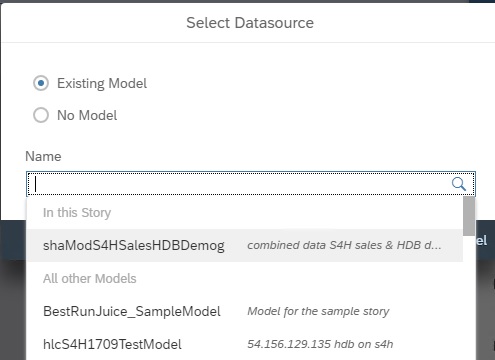 Select Datasource
Existing Model
No Model
Name
In this Story
shaModS4HSalesHDBDemog combined data S4H sales & HDB d...
el
All other Models
BestRunJuice_SampleModel Model for the sample story
hlcS4H1709TestModel 54.156.129.135 hdb on s4h